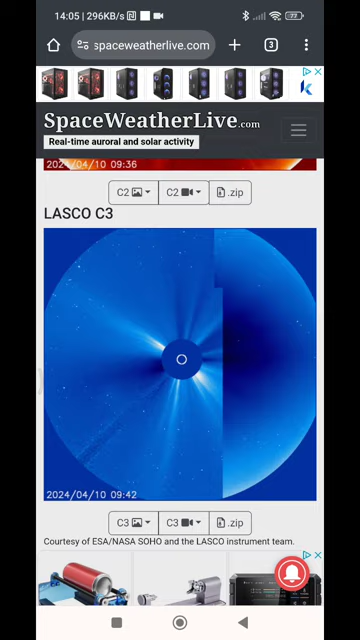 14:05 | 296KB/s
77
spaceweatherlive.com
3
SpaceWeatherLive.com
Real-time auroral and solar activity
2024/04/10 09:36
C2
C2
.zip
LASCO C3
2024/04/10 09:42
C3
C3
.zip
Courtesy of ESA/NASA SOHO and the LASCO instrument team.